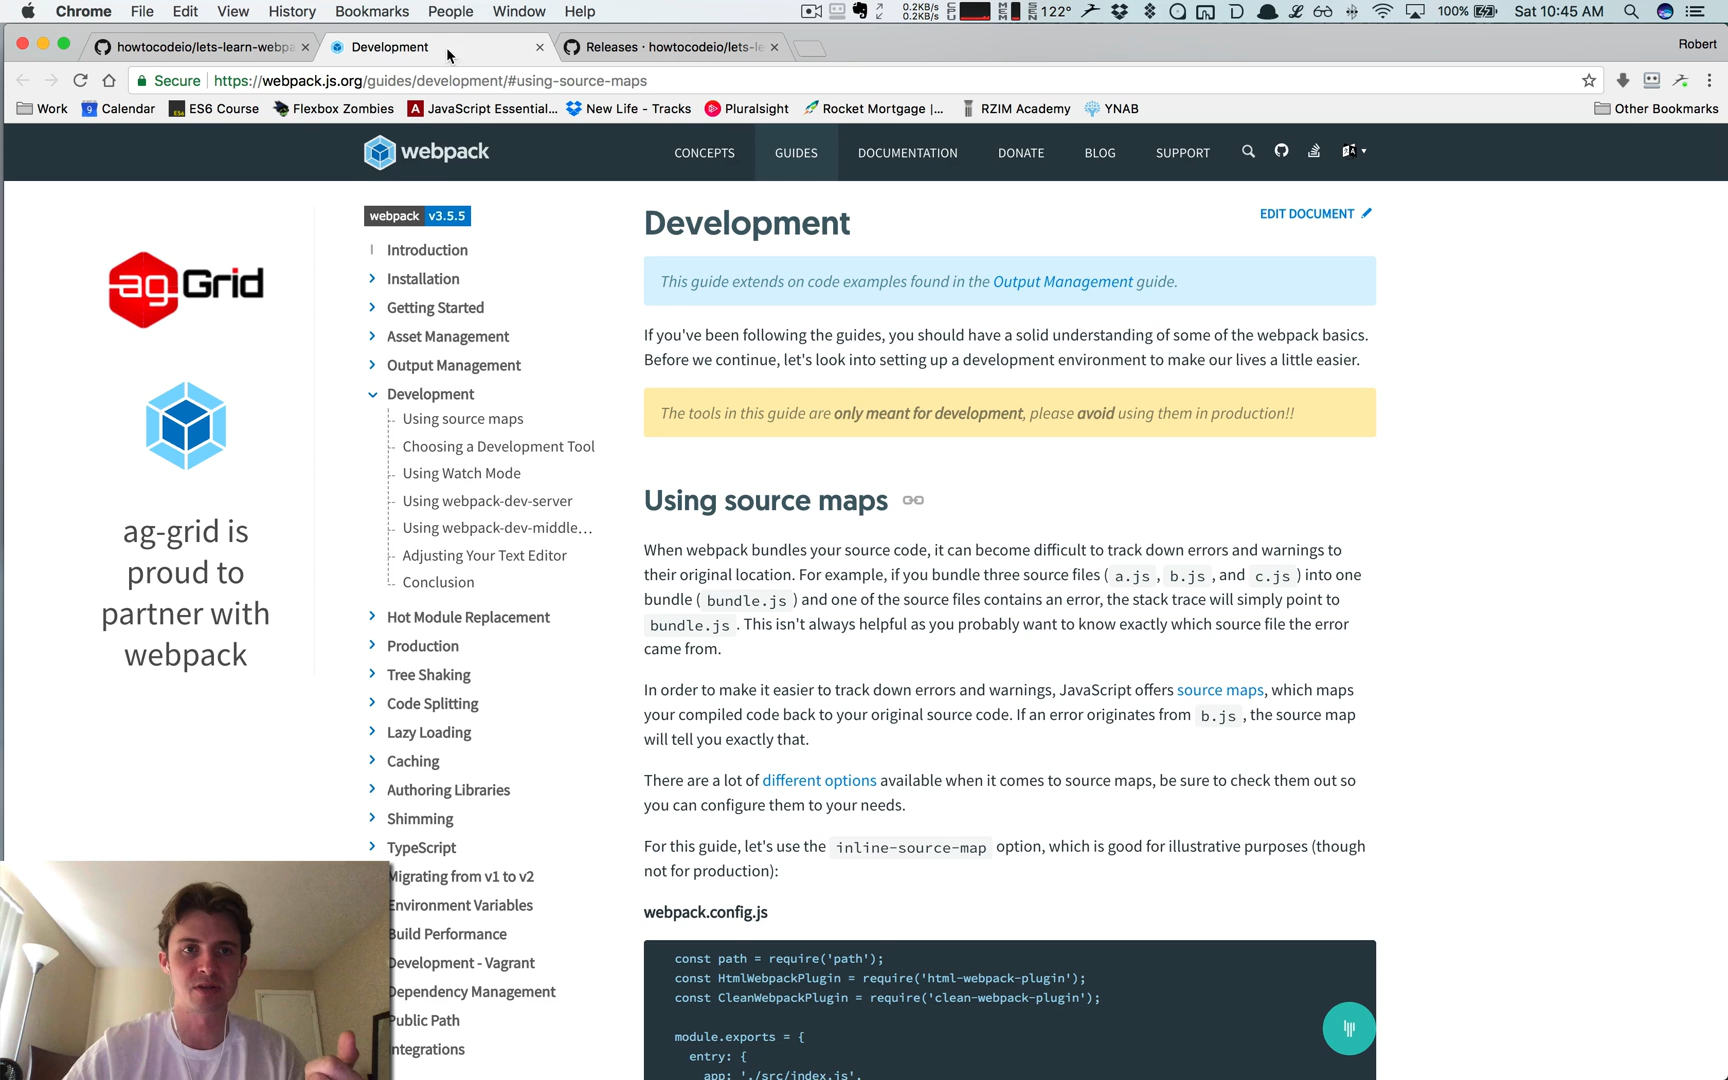 Chrome File Edit View History Bookmarks People Window Help
0.2KB/s
0.2KB/s
122° 100% Sat 10:45 AM
howtocodeio/lets-learn-webpa
Development
Releases · howtocodeio/lets-le
Robert
Secure https://webpack.js.org/guides/development/#using-source-maps
Work Calendar ES6 Course Flexbox Zombies JavaScript Essential... New Life - Tracks Pluralsight Rocket Mortgage |... RZIM Academy YNAB Other Bookmarks
webpack
CONCEPTS GUIDES DOCUMENTATION DONATE BLOG SUPPORT
ag-Grid
ag-grid is
proud to
partner with
webpack
webpack v3.5.5
Introduction
Installation
Getting Started
Asset Management
Output Management
Development
Using source maps
Choosing a Development Tool
Using Watch Mode
Using webpack-dev-server
Using webpack-dev-middle...
Adjusting Your Text Editor
Conclusion
Hot Module Replacement
Production
Tree Shaking
Code Splitting
Lazy Loading
Caching
Authoring Libraries
Shimming
TypeScript
Migrating from v1 to v2
Environment Variables
Build Performance
Development - Vagrant
Dependency Management
Public Path
Integrations
Development
EDIT DOCUMENT
This guide extends on code examples found in the Output Management guide.
If you've been following the guides, you should have a solid understanding of some of the webpack basics.
Before we continue, let's look into setting up a development environment to make our lives a little easier.
The tools in this guide are only meant for development, please avoid using them in production!!
Using source maps
When webpack bundles your source code, it can become difficult to track down errors and warnings to
their original location. For example, if you bundle three source files ( a.js , b.js , and c.js ) into one
bundle ( bundle.js ) and one of the source files contains an error, the stack trace will simply point to
bundle.js . This isn't always helpful as you probably want to know exactly which source file the error
came from.
In order to make it easier to track down errors and warnings, JavaScript offers source maps, which maps
your compiled code back to your original source code. If an error originates from b.js , the source map
will tell you exactly that.
There are a lot of different options available when it comes to source maps, be sure to check them out so
you can configure them to your needs.
For this guide, let's use the inline-source-map option, which is good for illustrative purposes (though
not for production):
webpack.config.js
const path = require('path');
const HtmlWebpackPlugin = require('html-webpack-plugin');
const CleanWebpackPlugin = require('clean-webpack-plugin');
module.exports = {
entry: {
app: './src/index.js',